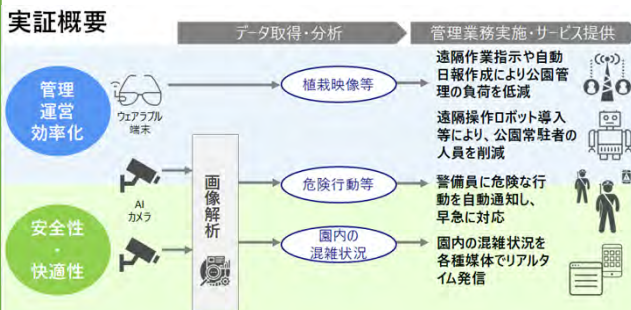 実証概要
データ取得・分析
管理業務実施・サービス提供
管理
運営
効率化
ウェアラブル
端末
植栽映像等
遠隔作業指示や自動
日報作成により公園管
理の負荷を低減
遠隔操作ロボット導入
等により、公園常駐者の
人員を削減
AI
カメラ
画像解析
危険行動等
警備員に危険な行
動を自動通知し、
早急に対応
安全性
・
快適性
園内の
混雑状況
園内の混雑状況を
各種媒体でリアルタ
イム発信